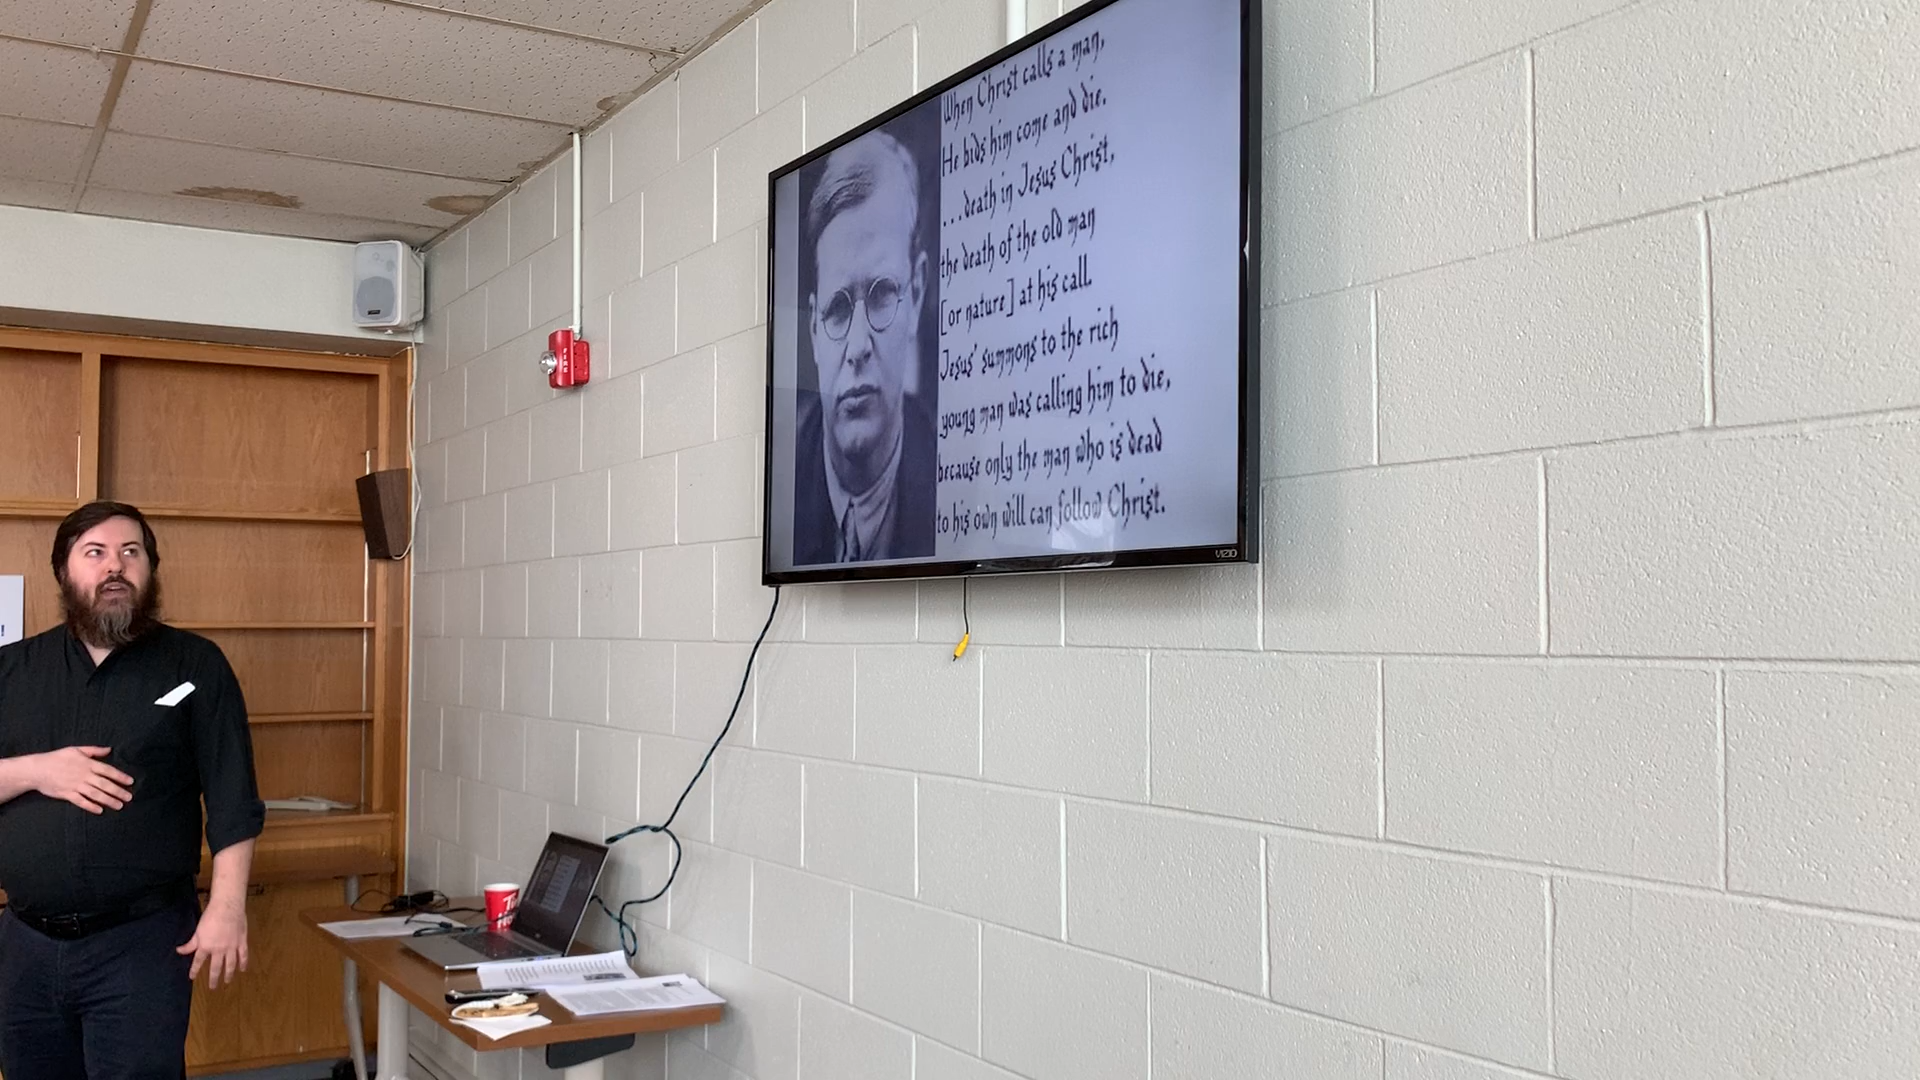 When Christ calls a man,
He bids him come and die.
...death in Jesus Christ,
the death of the old man
[or nature] at his call.
Jesus' summons to the rich
young man was calling him to die,
because only the man who is dead
to his own will can follow Christ.
VIZIO
FIRE
!